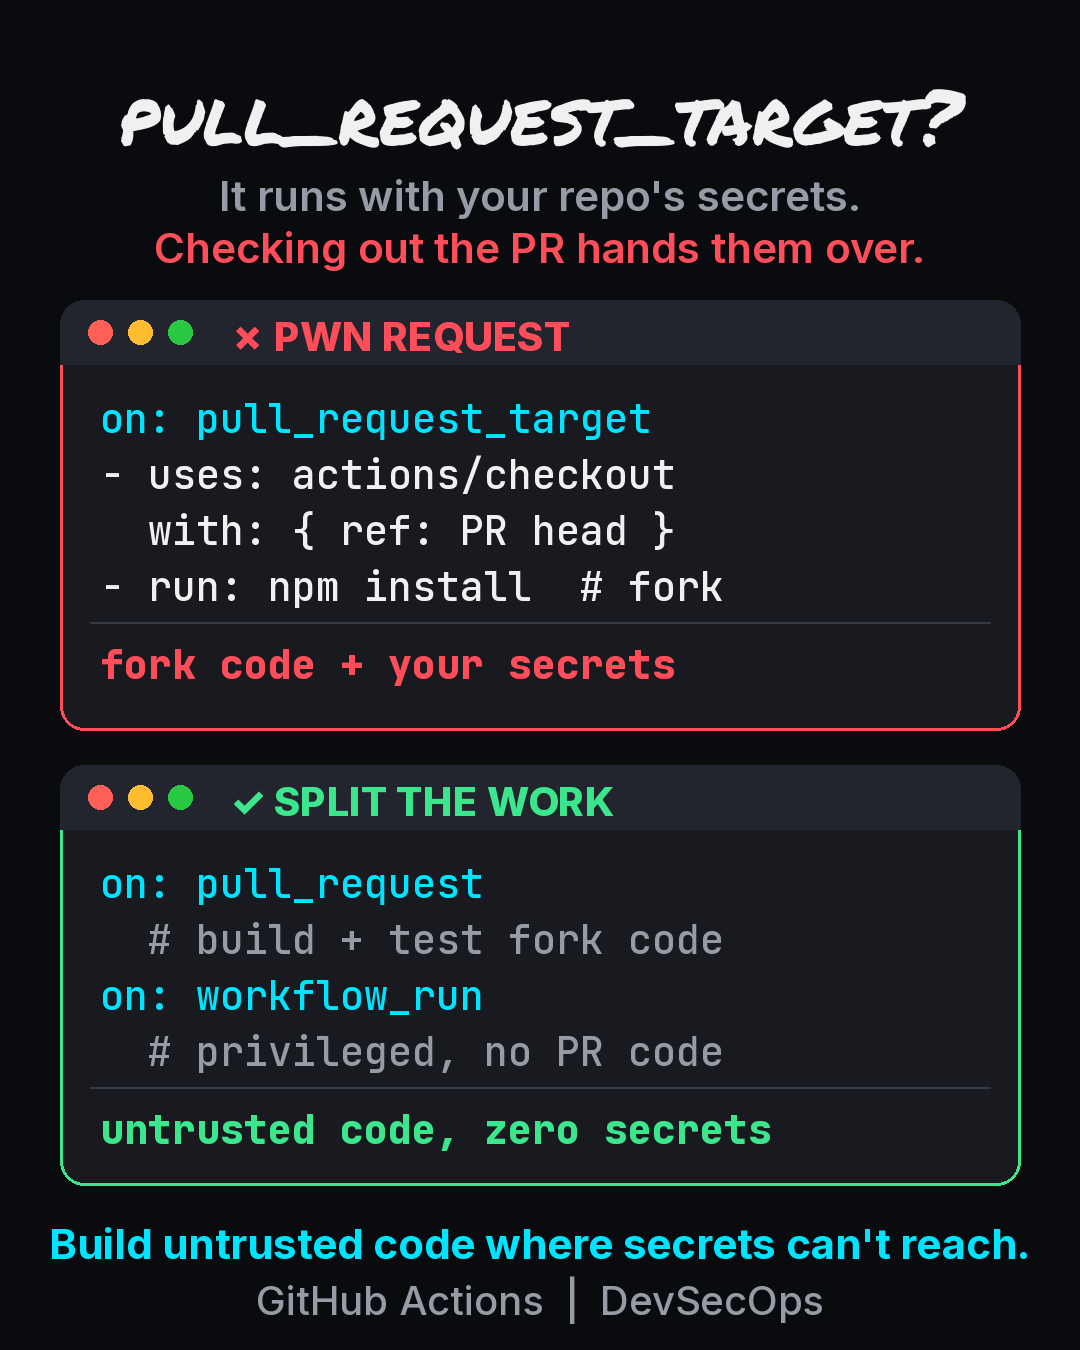 PULL_REQUEST_TARGET?
It runs with your repo's secrets.
Checking out the PR hands them over.
✗ PWN REQUEST
on: pull_request_target
- uses: actions/checkout
  with: { ref: PR head }
- run: npm install  # fork
fork code + your secrets
✓ SPLIT THE WORK
on: pull_request
  # build + test fork code
on: workflow_run
  # privileged, no PR code
untrusted code, zero secrets
Build untrusted code where secrets can't reach.
GitHub Actions | DevSecOps